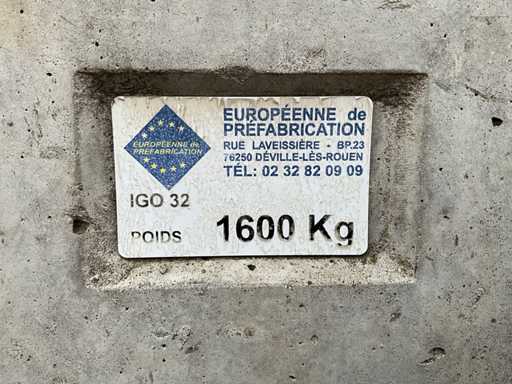 EUROPÉENNE de
PRÉFABRICATION
EUROPÉENNE de
PRÉFABRICATION
RUE LAVEISSIÈRE - BP.23
76250 DÉVILLE-LÈS-ROUEN
TÉL: 02 32 82 09 09
IGO 32
POIDS 1600 Kg